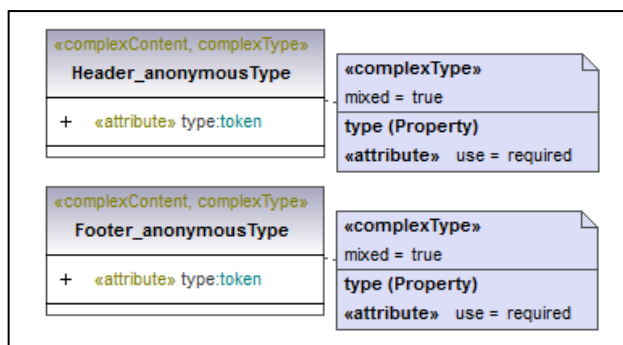 «complexContent, complexType»
Header_anonymousType
+ «attribute» type:token
«complexType»
mixed = true
type (Property)
«attribute» use = required
«complexContent, complexType»
Footer_anonymousType
+ «attribute» type:token
«complexType»
mixed = true
type (Property)
«attribute» use = required